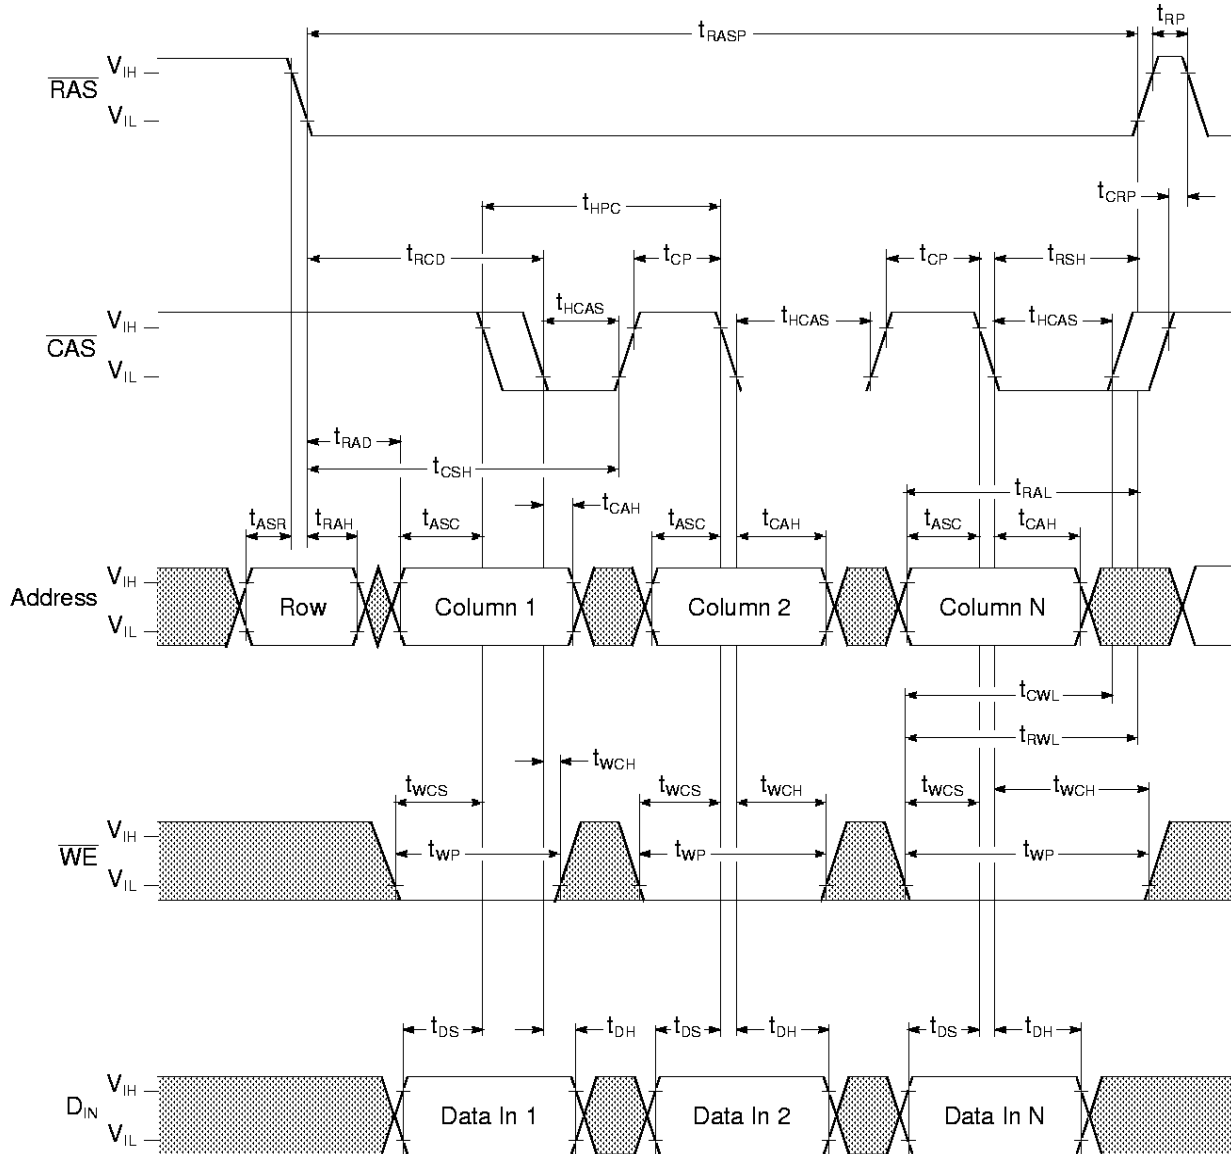 tRP
tRASP
VIH
RAS
VIL
tCRP
tHPC
tRCD
tCP
tCP
tRSH
VIH
tHCAS
tHCAS
tHCAS
CAS
VIL
tRAD
tCSH
tRAL
tCAH
tASR
tRAH
tASC
tASC
tCAH
tASC
tCAH
VIH
Address
Row
Column 1
Column 2
Column N
VIL
tCWL
tRWL
tWCH
tWCS
tWCS
tWCH
tWCS
tWCH
VIH
WE
tWP
tWP
tWP
VIL
tDS
tDH
tDS
tDH
tDS
tDH
VIH
DIN
Data In 1
Data In 2
Data In N
VIL